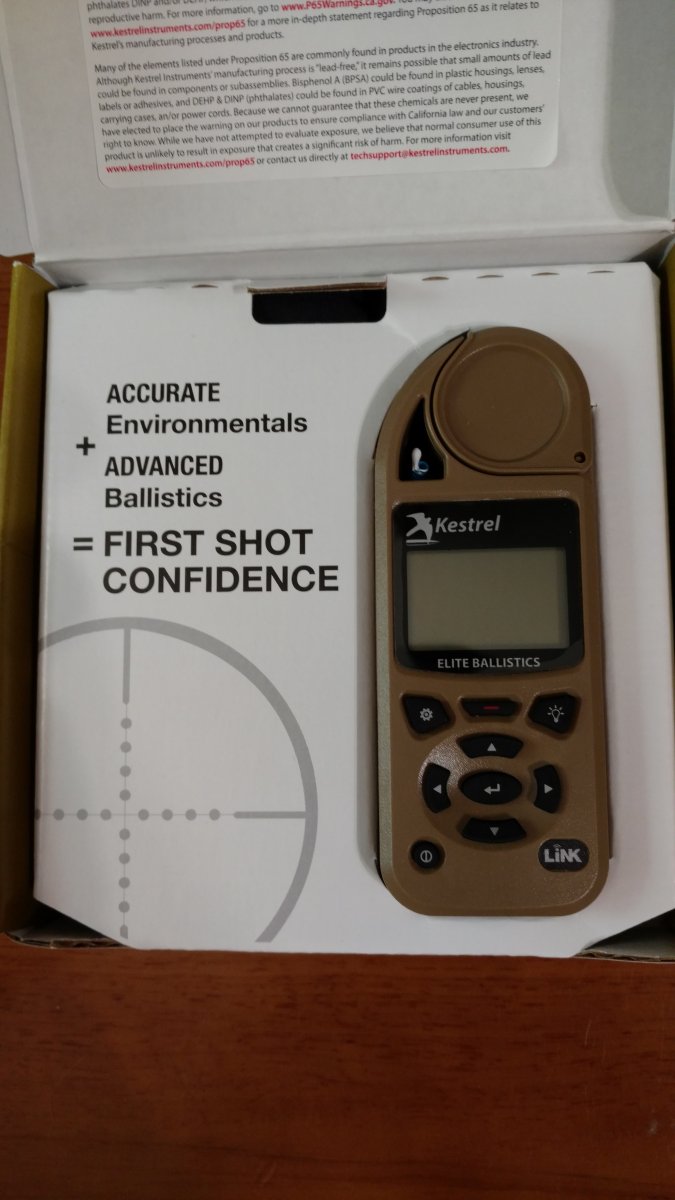 phthalates DINP and/or DEHP,
reproductive harm. For more information, go to www.P65Warnings.ca.gov. You may
www.kestrelinstruments.com/prop65 for a more in-depth statement regarding Proposition 65 as it relates to
Kestrel's manufacturing processes and products.
Many of the elements listed under Proposition 65 are commonly found in products in the electronics industry.
Although Kestrel Instruments' manufacturing process is "lead-free," it remains possible that small amounts of lead
could be found in components or subassemblies. Bisphenol A (BPSA) could be found in plastic housings, lenses,
labels or adhesives, and DEHP & DINP (phthalates) could be found in PVC wire coatings of cables, housings,
carrying cases, an/or power cords. Because we cannot guarantee that these chemicals are never present, we
have elected to place the warning on our products to ensure compliance with California law and our customers'
right to know. While we have not attempted to evaluate exposure, we believe that normal consumer use of this
product is unlikely to result in exposure that creates a significant risk of harm. For more information visit
www.kestrelinstruments.com/prop65 or contact us directly at techsupport@kestrelinstruments.com.
ACCURATE
Environmentals
+
ADVANCED
Ballistics
= FIRST SHOT
CONFIDENCE
Kestrel
ELITE BALLISTICS
LiNK